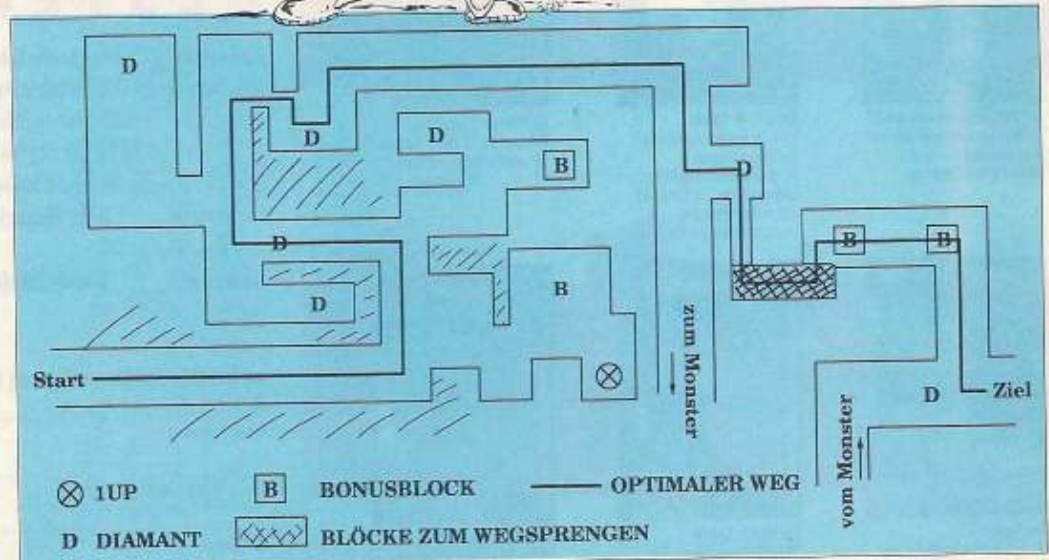 D
D
D
B
D
B
B
D
D
B
zum Monster
Start
D
Ziel
vom Monster
1UP
B BONUSBLOCK
OPTIMALER WEG
D DIAMANT
BLÖCKE ZUM WEGSPRENGEN